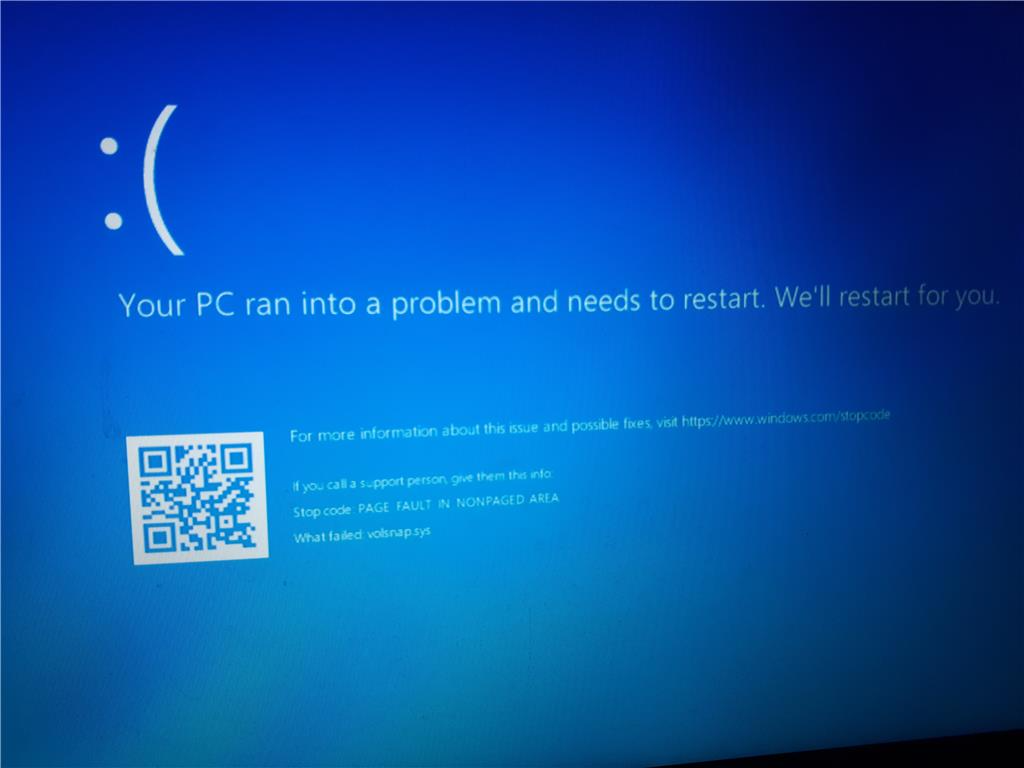 :(
Your PC ran into a problem and needs to restart. We'll restart for you.
For more information about this issue and possible fixes, visit https://www.windows.com/stopcode
If you call a support person, give them this info:
Stop code: PAGE FAULT IN NONPAGED AREA
What failed: volsnap.sys